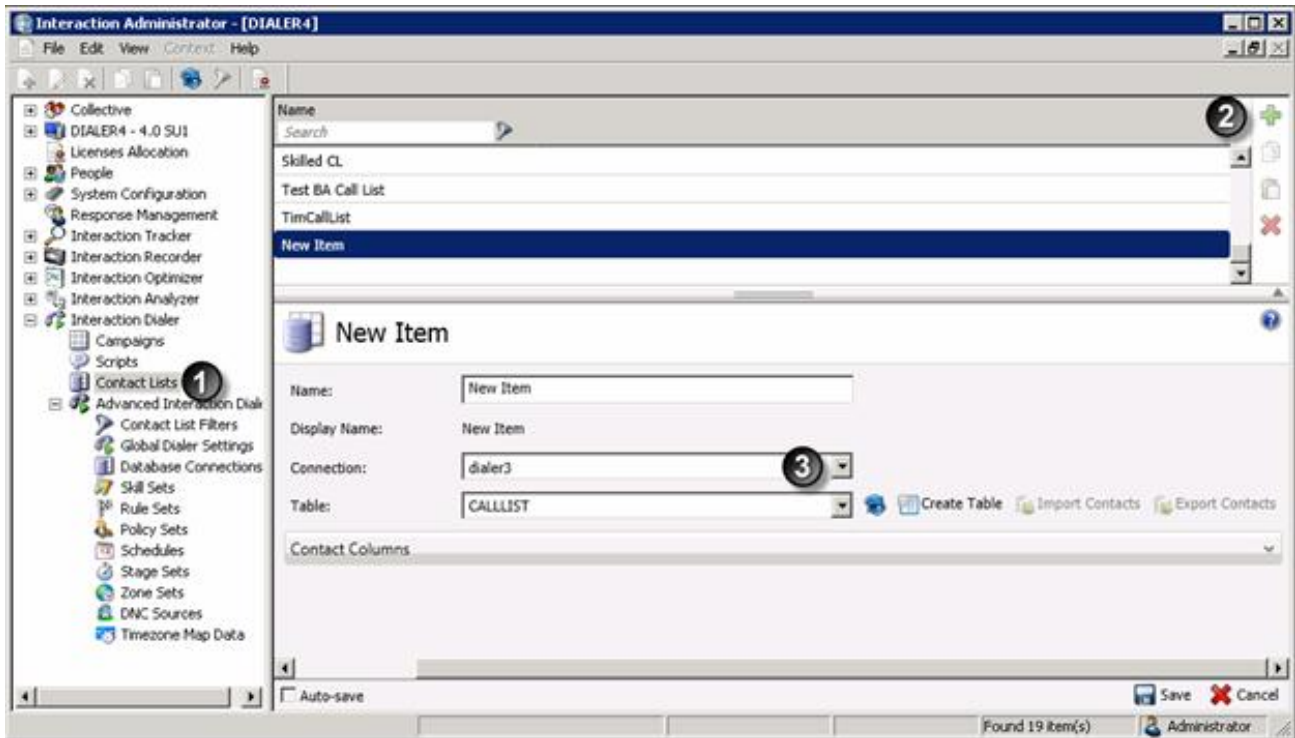 Interaction Administrator - [DIALER4]
File Edit View Context Help
Collective
DIALER4 - 4.0 SU1
Licenses Allocation
People
System Configuration
Response Management
Interaction Tracker
Interaction Recorder
Interaction Optimizer
Interaction Analyzer
Interaction Dialer
Campaigns
Scripts
Contact Lists 1
Advanced Interaction Diale
Contact List Filters
Global Dialer Settings
Database Connections
Skill Sets
Rule Sets
Policy Sets
Schedules
Stage Sets
Zone Sets
DNC Sources
Timezone Map Data
Name
Search
2
Skilled CL
Test BA Call List
TimCallList
New Item
New Item
Name: New Item
Display Name: New Item
Connection: dialer3 3
Table: CALLLIST Create Table Import Contacts Export Contacts
Contact Columns
Auto-save Save Cancel
Found 19 item(s) Administrator